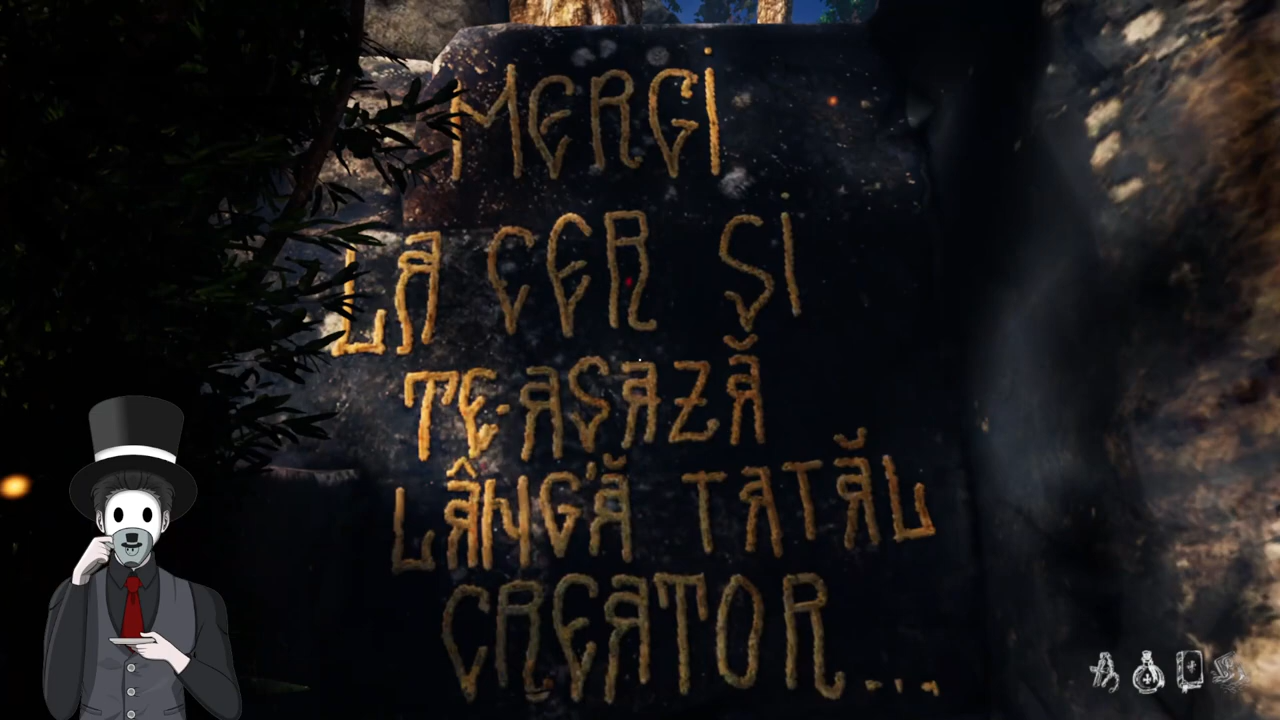 MERGI
LA CER ȘI
TE-AȘAZĂ
LÂNGĂ TATĂL
CREATOR...